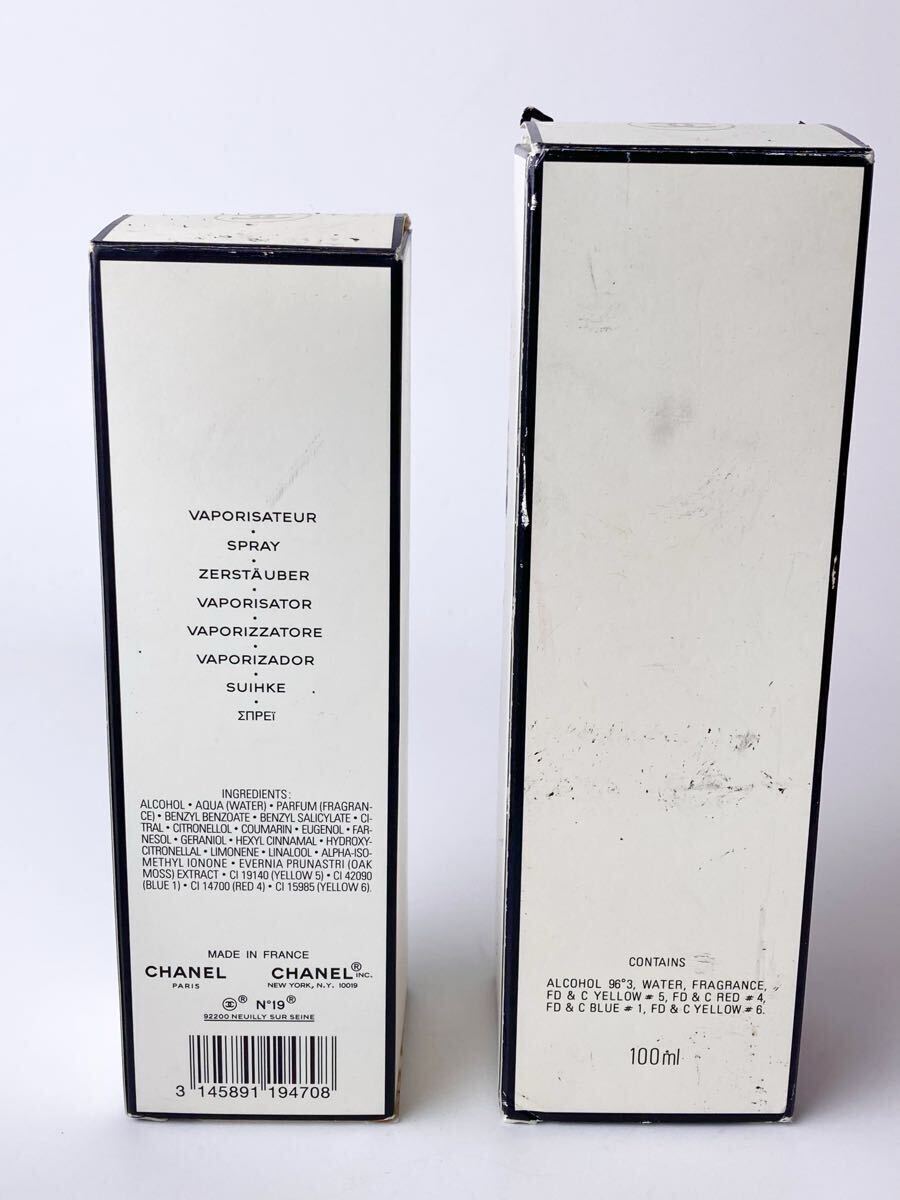 VAPORISATEUR
•
SPRAY
•
ZERSTÄUBER
•
VAPORISATOR
•
VAPORIZZATORE
•
VAPORIZADOR
•
SUIHKE
•
ΣΠΡΕΪ
INGREDIENTS:
ALCOHOL • AQUA (WATER) • PARFUM (FRAGRAN-
CE) • BENZYL BENZOATE • BENZYL SALICYLATE • CI-
TRAL • CITRONELLOL • COUMARIN • EUGENOL • FAR-
NESOL • GERANIOL • HEXYL CINNAMAL • HYDROXY-
CITRONELLAL • LIMONENE • LINALOOL • ALPHA-ISO-
METHYL IONONE • EVERNIA PRUNASTRI (OAK
MOSS) EXTRACT • CI 19140 (YELLOW 5) • CI 42090
(BLUE 1) • CI 14700 (RED 4) • CI 15985 (YELLOW 6).
MADE IN FRANCE
CHANEL CHANEL® INC.
PARIS NEW YORK, N.Y. 10019
® N°19®
92200 NEUILLY SUR SEINE
3 145891 194708
CONTAINS
ALCOHOL 96°3, WATER, FRAGRANCE,
FD & C YELLOW # 5, FD & C RED # 4,
FD & C BLUE # 1, FD & C YELLOW # 6.
100ml